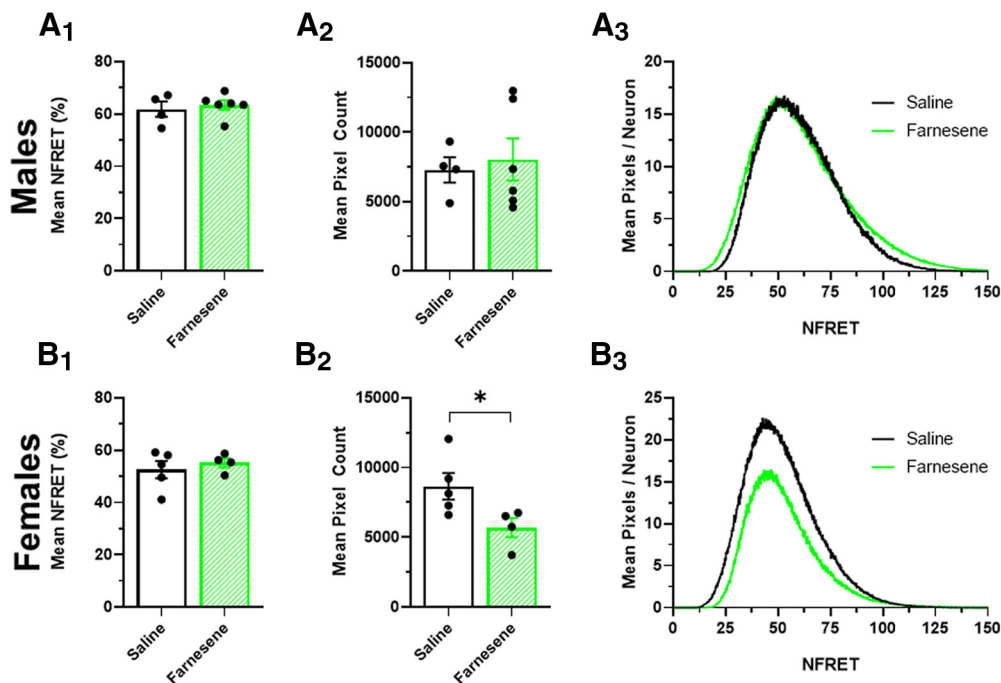 A1
A2
A3
Males
Mean NFRET (%)
80
60
40
20
0
Saline
Farnesene
Mean Pixel Count
15000
10000
5000
0
Saline
Farnesene
Mean Pixels / Neuron
20
15
10
5
0
0 25 50 75 100 125 150
NFRET
Saline
Farnesene
B1
B2
B3
Females
Mean NFRET (%)
80
60
40
20
0
Saline
Farnesene
Mean Pixel Count
15000
10000
5000
0
*
Saline
Farnesene
Mean Pixels / Neuron
25
20
15
10
5
0
0 25 50 75 100 125 150
NFRET
Saline
Farnesene